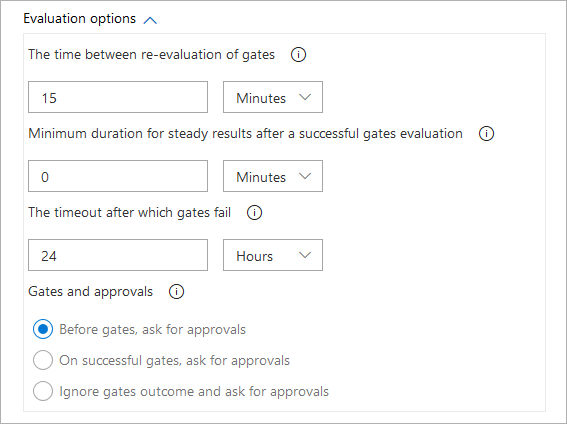 Evaluation options
The time between re-evaluation of gates
15 Minutes
Minimum duration for steady results after a successful gates evaluation
0 Minutes
The timeout after which gates fail
24 Hours
Gates and approvals
Before gates, ask for approvals
On successful gates, ask for approvals
Ignore gates outcome and ask for approvals